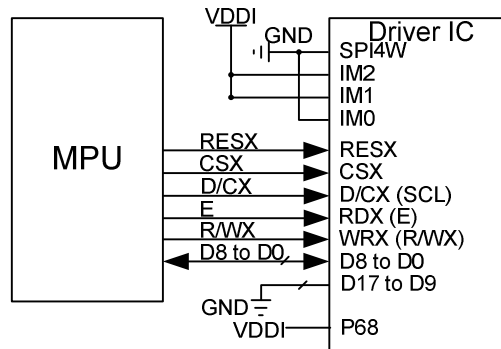 VDDI
GND
Driver IC
SPI4W
IM2
IM1
IM0
MPU
RESX
RESX
CSX
CSX
D/CX
D/CX (SCL)
E
RDX (E)
R/WX
WRX (R/WX)
D8 to D0
D8 to D0
D17 to D9
GND
VDDI
P68